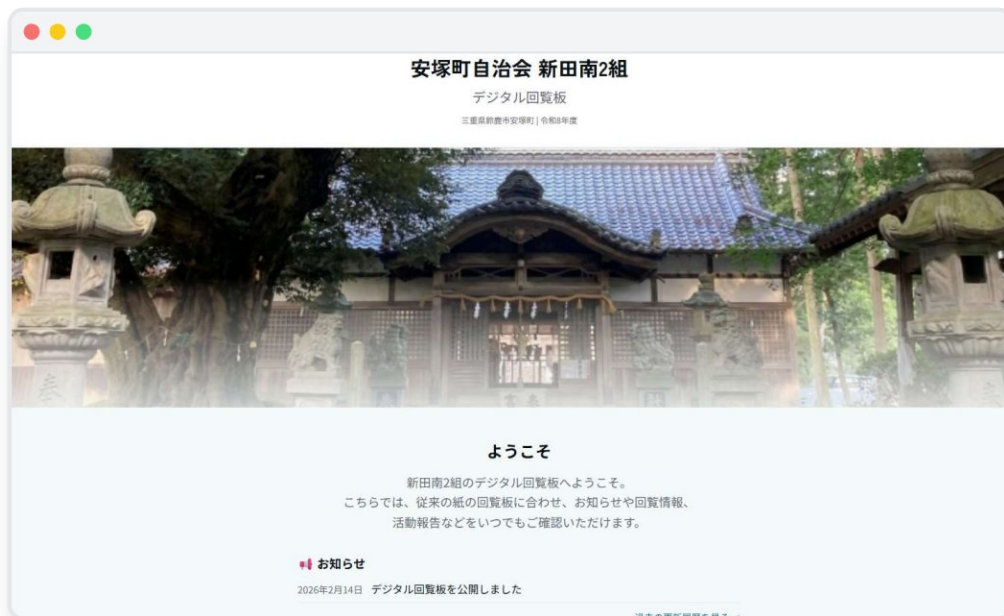 安塚町自治会 新田南2組
デジタル回覧板
三重県鈴鹿市安塚町 | 令和8年度
奉
ようこそ
新田南2組のデジタル回覧板へようこそ。
こちらでは、従来の紙の回覧板に合わせ、お知らせや回覧情報、
活動報告などをいつでもご確認いただけます。
お知らせ
2026年2月14日 デジタル回覧板を公開しました